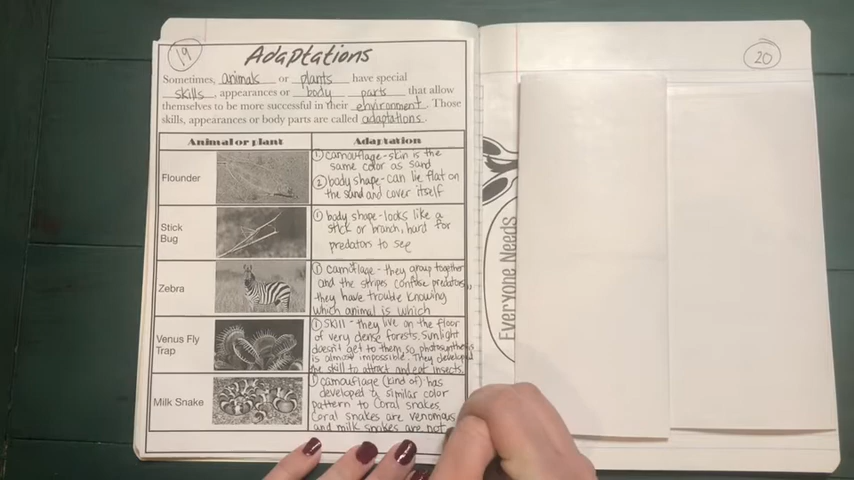 19
Adaptations
Sometimes, animals or plants have special
skills, appearances or body parts that allow
themselves to be more successful in their environment. Those
skills, appearances or body parts are called adaptations.
Animal or plant
Adaptation
Flounder
① camouflage - skin is the
same color as sand
② body shape - can lie flat on
the sand and cover itself
Stick
Bug
① body shape - looks like a
stick or branch, hard for
predators to see
Zebra
① camouflage - they group together
and the stripes confuse predators,
they have trouble knowing
which animal is which
Venus Fly
Trap
① Skill - they live on the floor
of very dense forests. Sunlight
doesn't get to them so photosynthesis
is almost impossible. They developed
the skill to attract and eat insects.
Milk Snake
① camouflage (kind of) has
developed a similar color
pattern to Coral snakes.
Coral snakes are venomous
and milk snakes are not
20
Everyone Needs